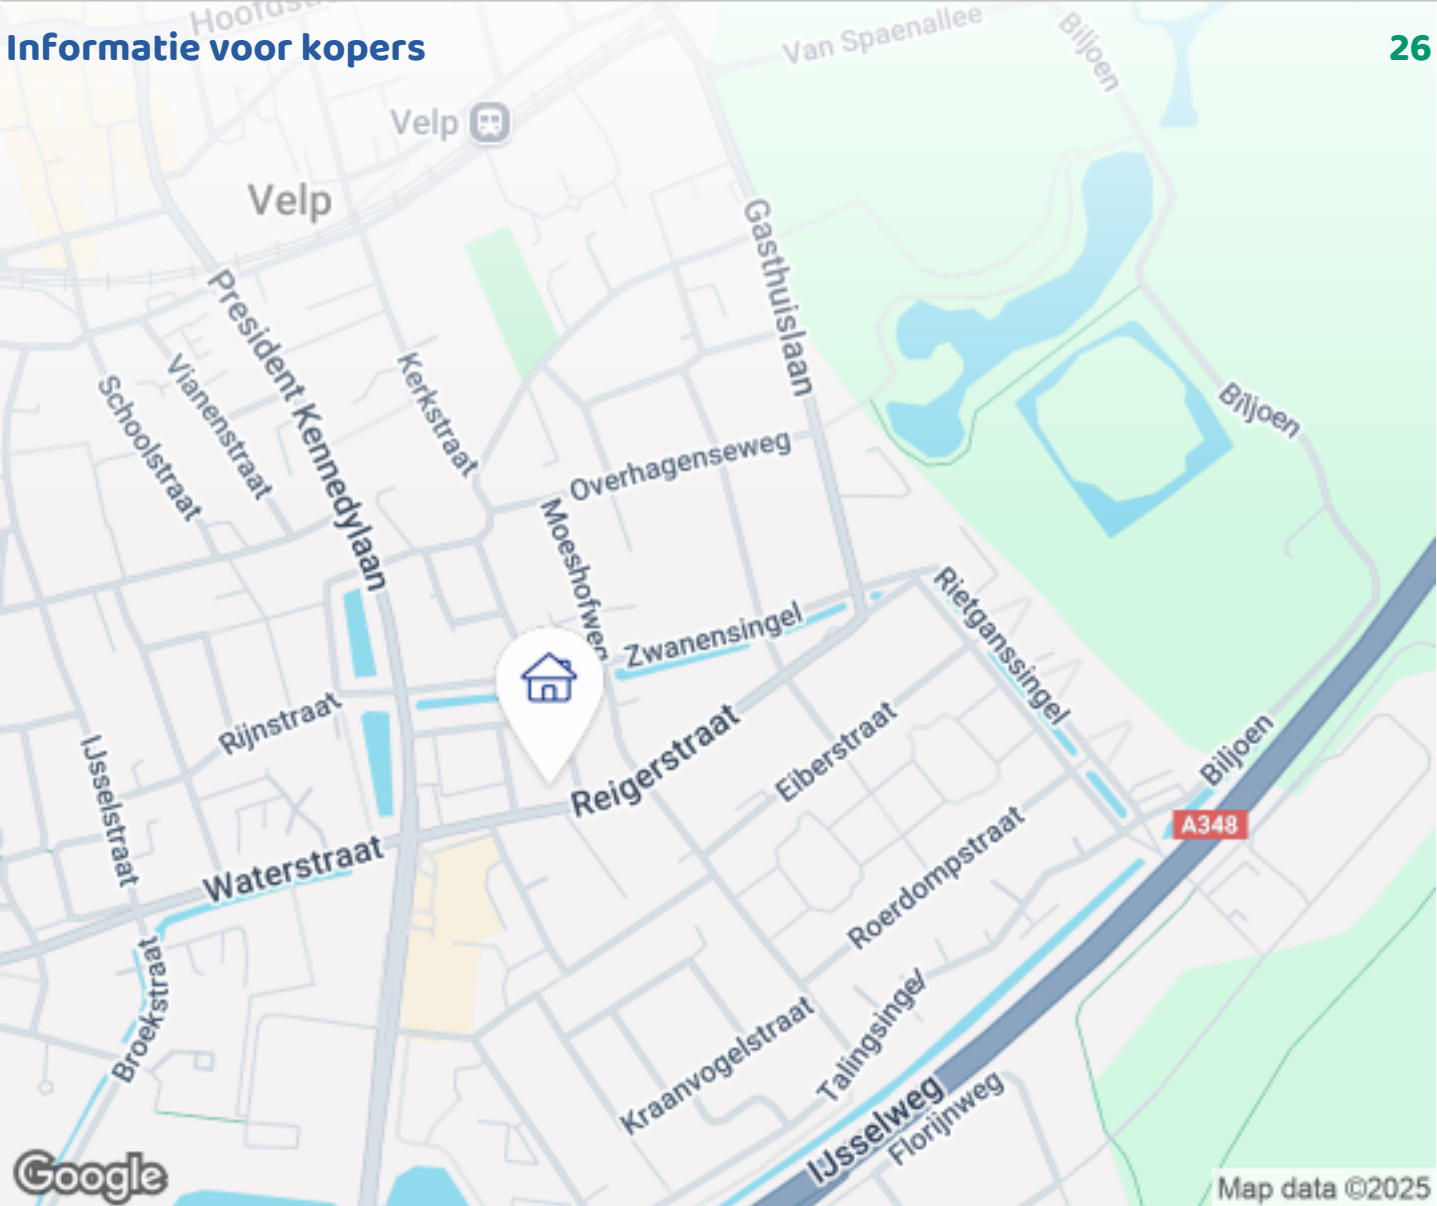 Hoofdstr
Informatie voor kopers
26
Van Spaenallee
Biljoen
Velp
Velp
Gasthuislaan
President Kennedylaan
Vianenstraat
Schoolstraat
Kerkstraat
Biljoen
Overhagenseweg
Moeshofweg
Rietganssingel
Zwanensingel
Rijnstraat
IJsselstraat
Reigerstraat
Eiberstraat
Biljoen
A348
Waterstraat
Roerdompstraat
Broekstraat
Talingsingel
Kraanvogelstraat
IJsselweg
Florijnweg
Google
Map data ©2025